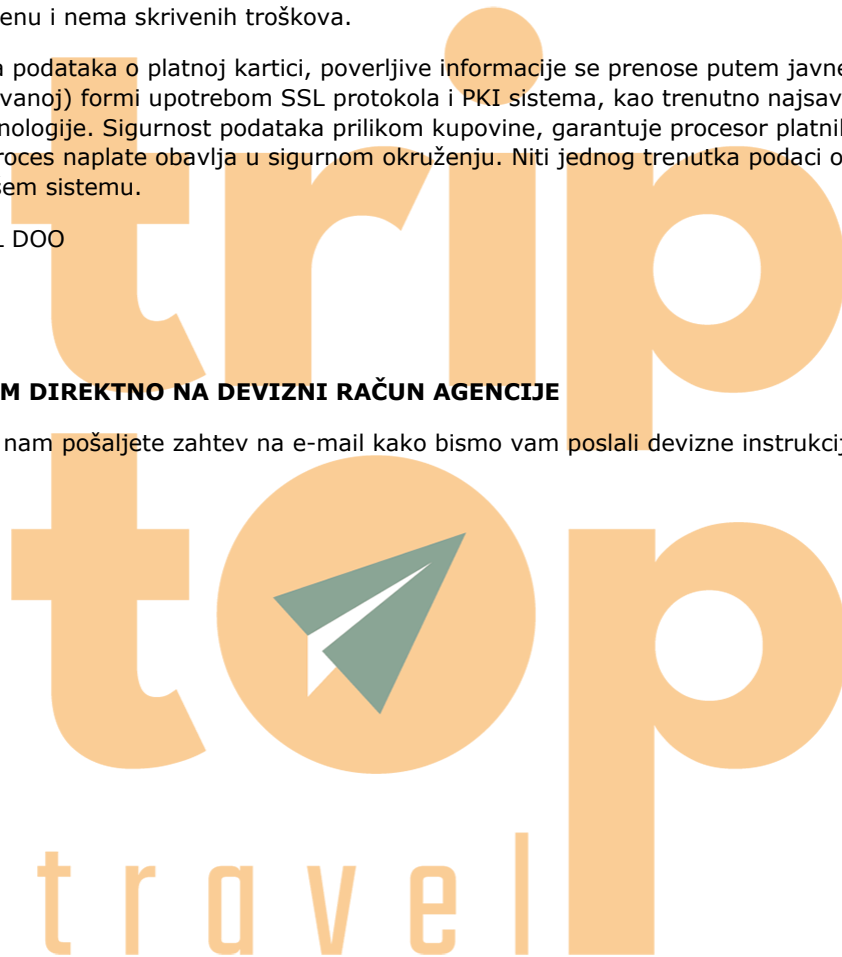 enu i nema skrivenih troškova.
a podataka o platnoj kartici, poverljive informacije se prenose putem javne
vanoj) formi upotrebom SSL protokola i PKI sistema, kao trenutno najsav
nologije. Sigurnost podataka prilikom kupovine, garantuje procesor platnih
roces naplate obavlja u sigurnom okruženju. Niti jednog trenutka podaci o
šem sistemu.
L DOO
M DIREKTNO NA DEVIZNI RAČUN AGENCIJE
nam pošaljete zahtev na e-mail kako bismo vam poslali devizne instrukcij
trip
top
travel